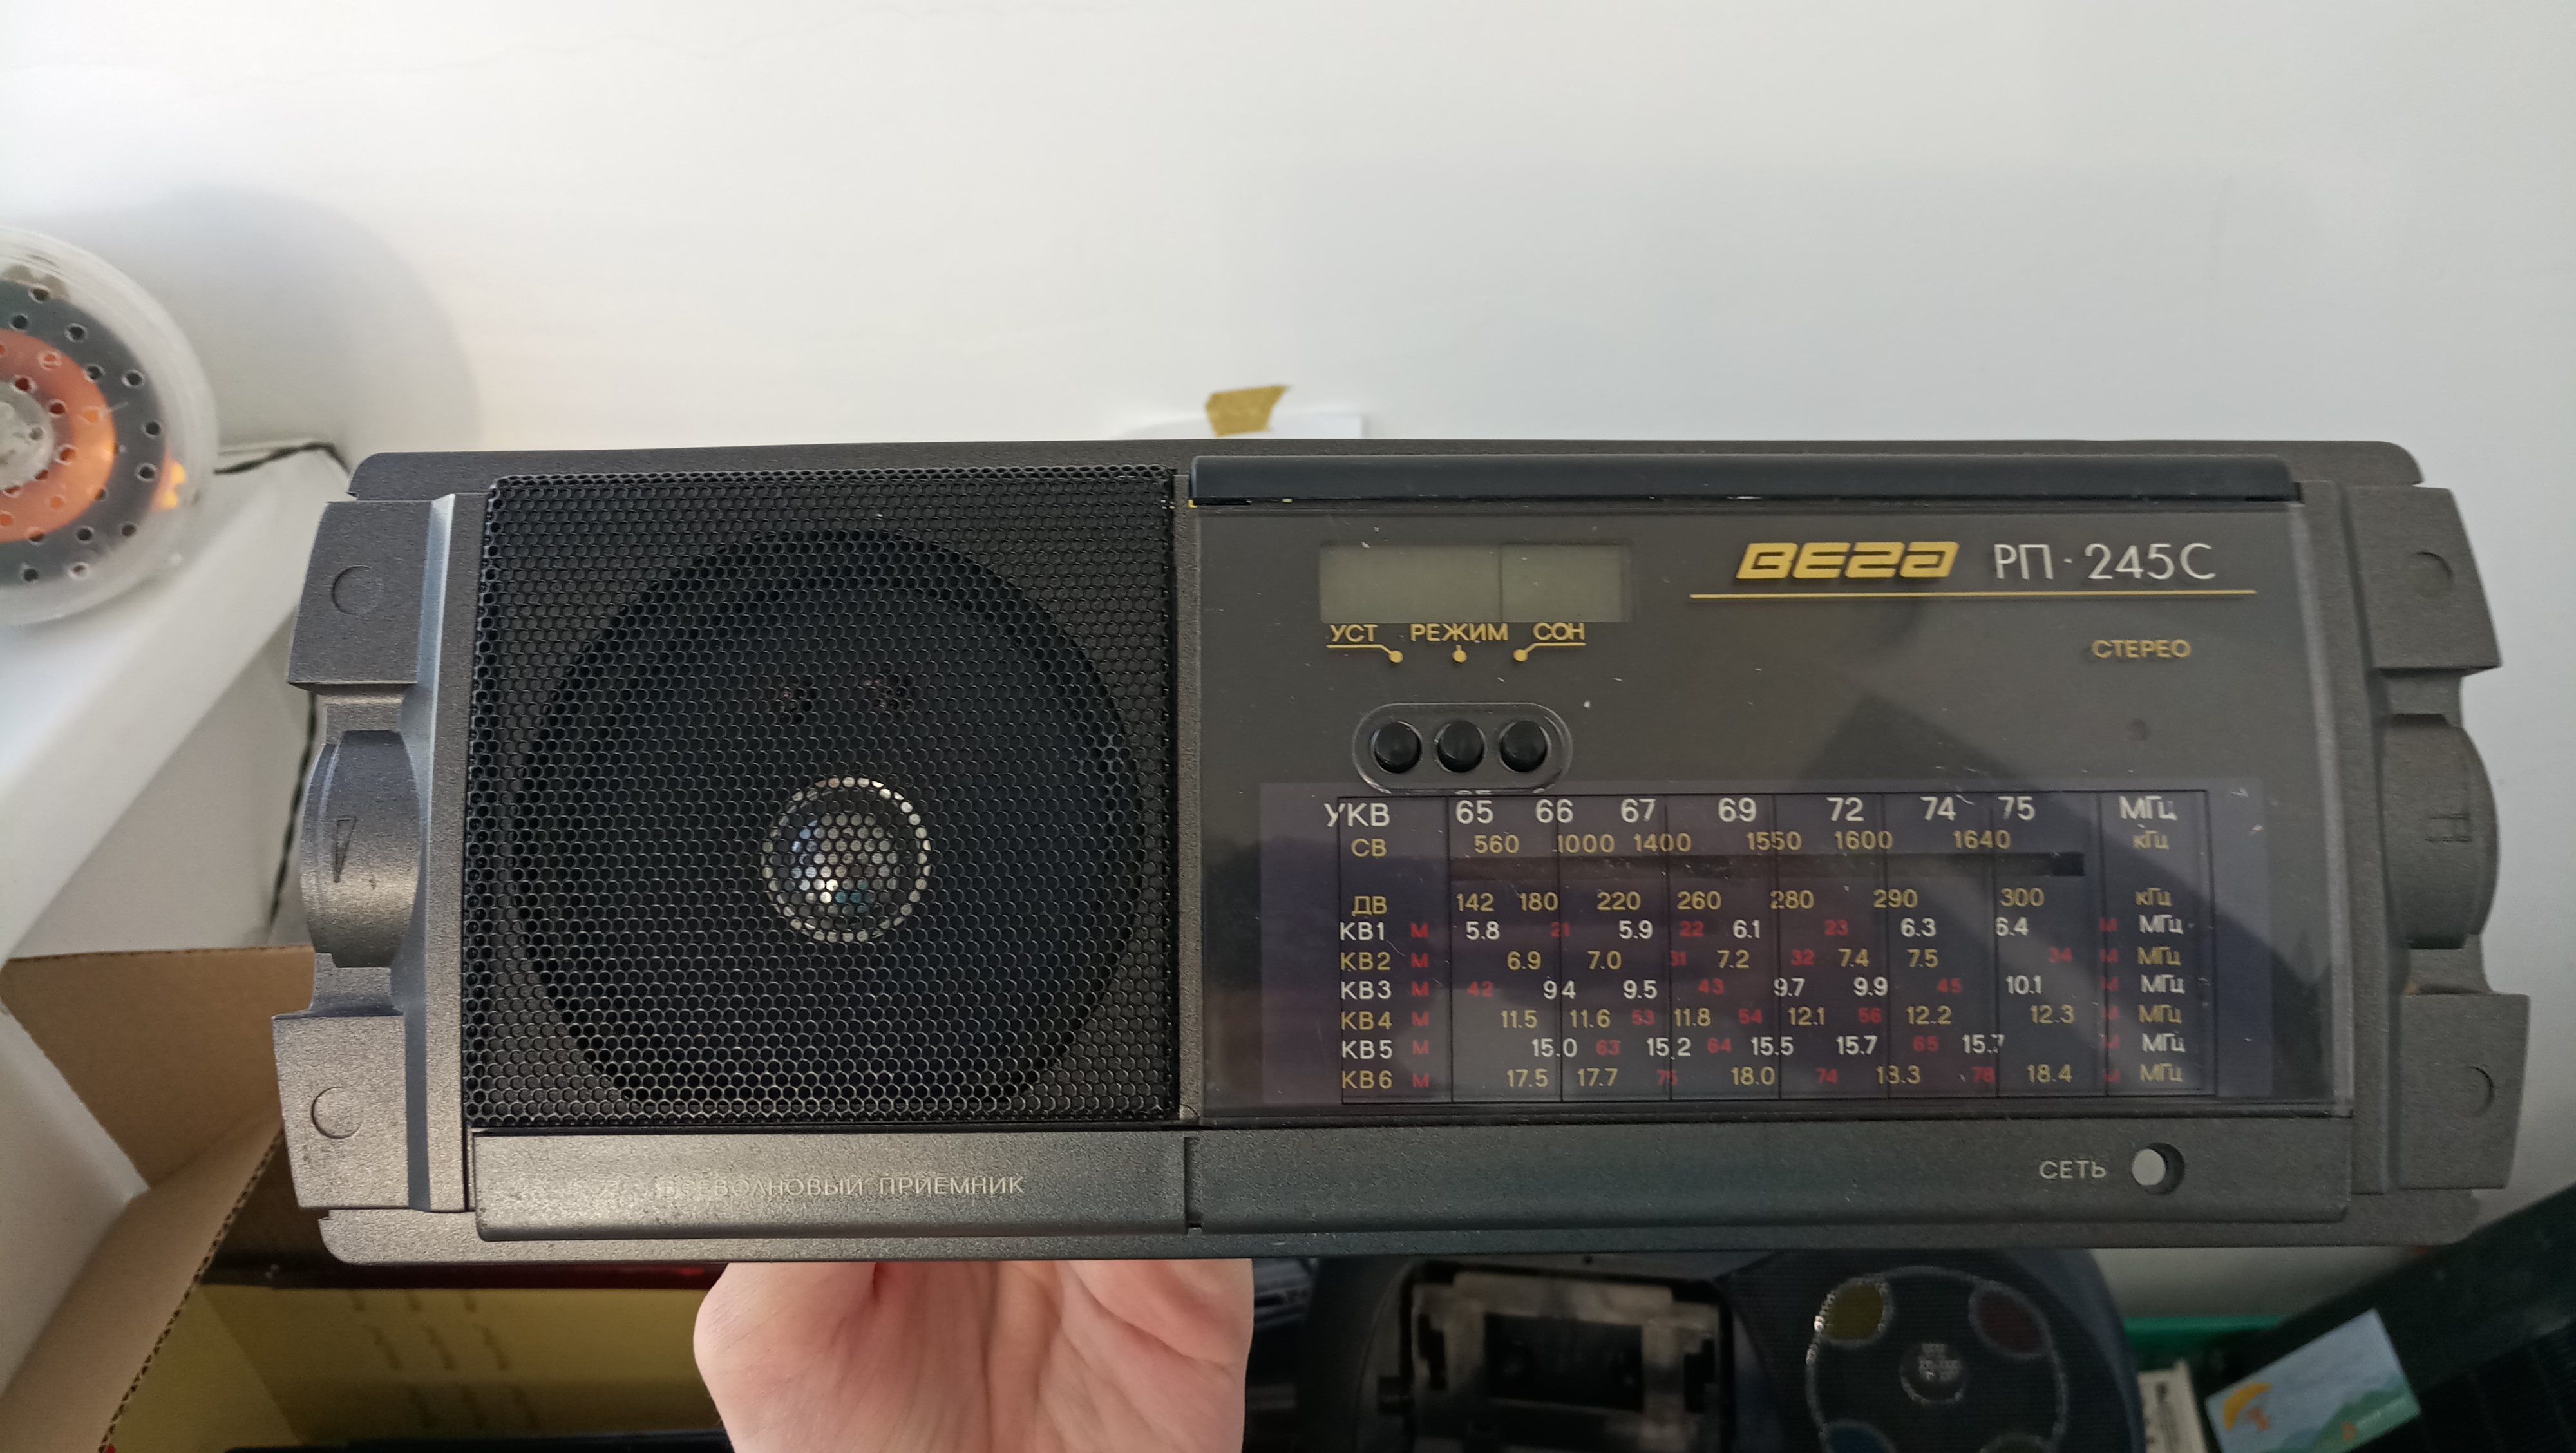 ВЕГА РП·245С
УСТ РЕЖИМ СОН
СТЕРЕО
УКВ 65 66 67 69 72 74 75 МГц
СВ 560 1000 1400 1550 1600 1640 кГц
ДВ 142 180 220 260 280 290 300 кГц
КВ1 М 5.8 21 5.9 22 6.1 23 6.3 6.4 М МГц
КВ2 М 6.9 7.0 31 7.2 32 7.4 7.5 34 М МГц
КВ3 М 42 9.4 9.5 43 9.7 9.9 45 10.1 М МГц
КВ4 М 11.5 11.6 53 11.8 54 12.1 56 12.2 12.3 М МГц
КВ5 М 15.0 63 15.2 64 15.5 15.7 65 15.7 М МГц
КВ6 М 17.5 17.7 75 18.0 74 18.3 78 18.4 М МГц
ВСЕВОЛНОВЫЙ ПРИЕМНИК
СЕТЬ